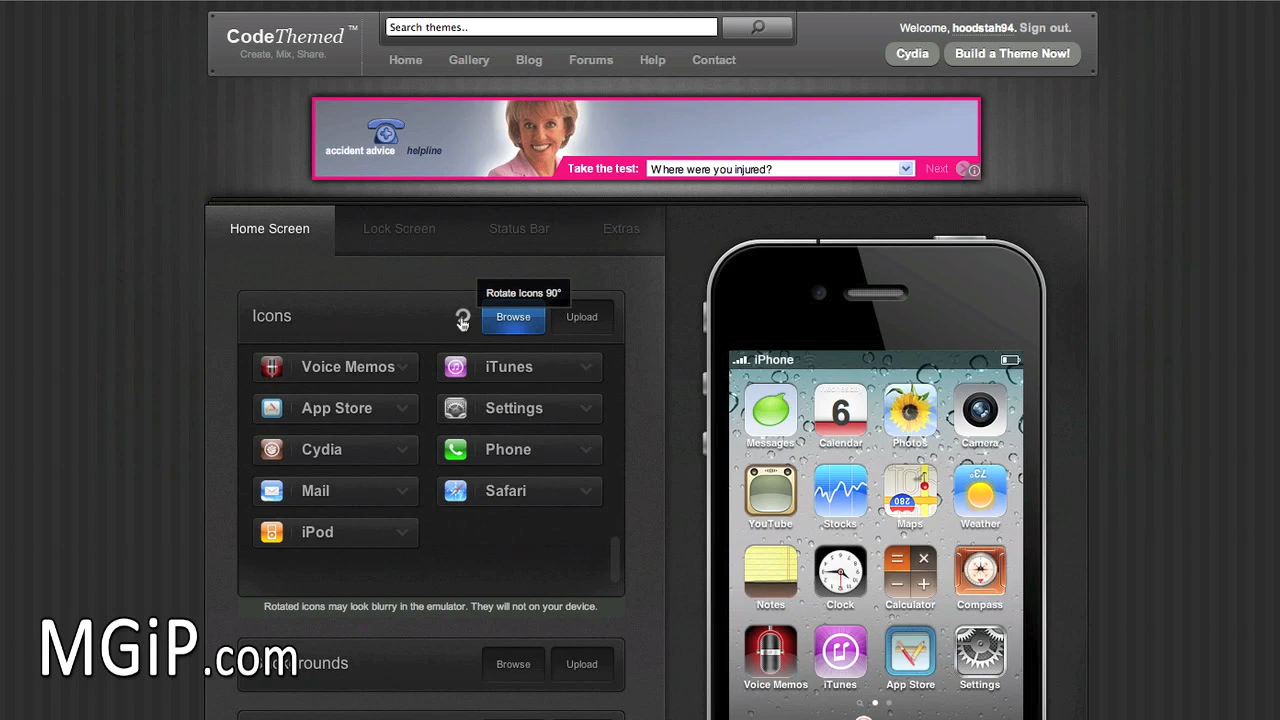 CodeThemed™
Create, Mix, Share.
Search themes..
Welcome, hoodstah94. Sign out.
Home Gallery Blog Forums Help Contact
Cydia Build a Theme Now!
accident advice helpline
Take the test: Where were you injured? Next
Home Screen Lock Screen Status Bar Extras
Rotate Icons 90°
Icons Browse Upload
Voice Memos iTunes
App Store Settings
Cydia Phone
Mail Safari
iPod
Rotated icons may look blurry in the emulator. They will not on your device.
Browse Upload
MGiP.com
iPhone
Wednesday
6
Messages Calendar Photos Camera
280
73°
YouTube Stocks Maps Weather
Notes Clock Calculator Compass
Voice Memos iTunes App Store Settings